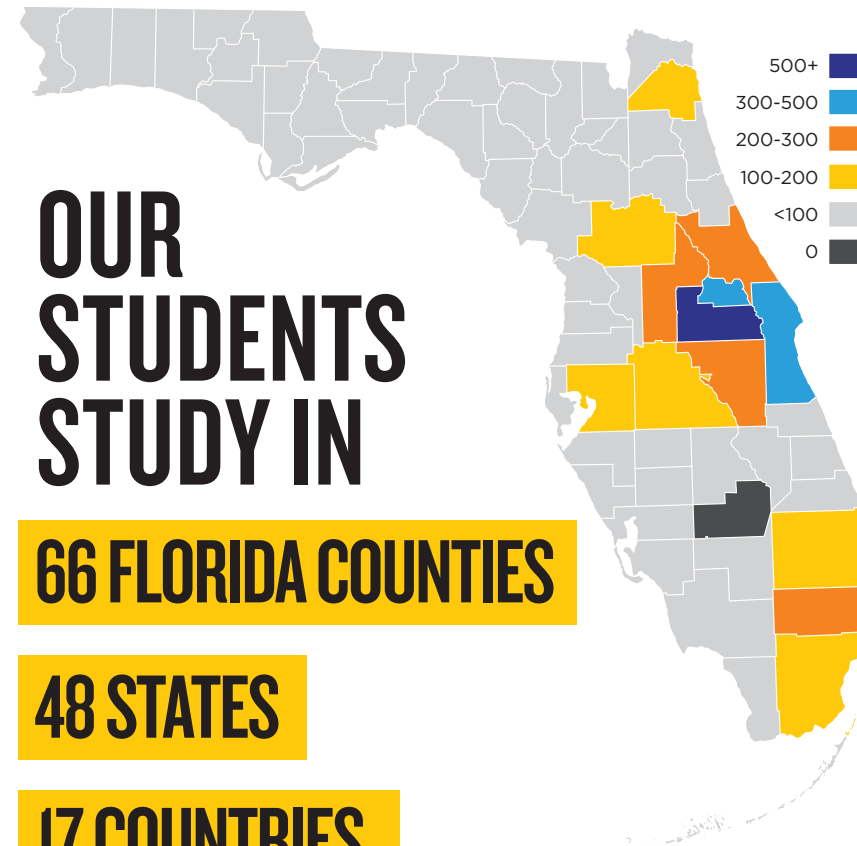 OUR
STUDENTS
STUDY IN
66 FLORIDA COUNTIES
48 STATES
17 COUNTRIES
500+
300-500
200-300
100-200
<100
0